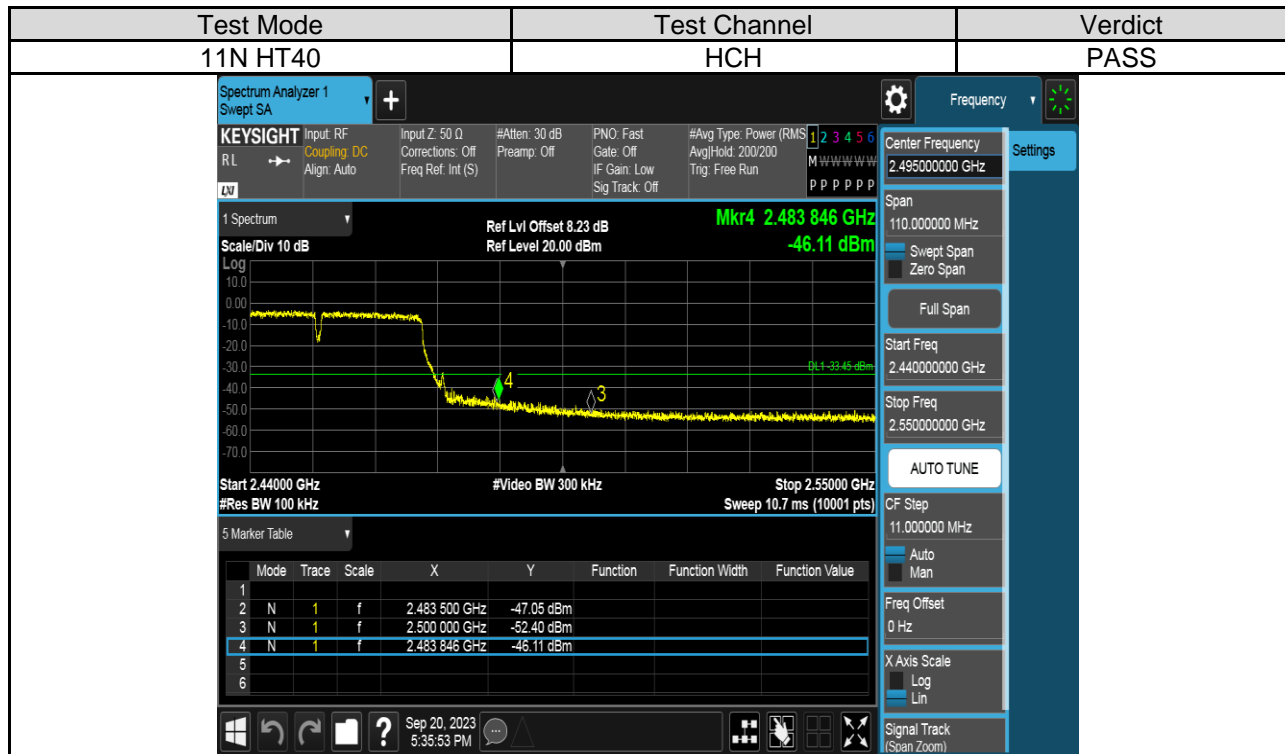 Test Mode Test Channel Verdict
11N HT40 HCH PASS
Spectrum Analyzer 1
Swept SA
+
Frequency
KEYSIGHT Input: RF Input Z: 50 Ω #Atten: 30 dB PNO: Fast #Avg Type: Power (RMS 1 2 3 4 5 6
RL Coupling: DC Corrections: Off Preamp: Off Gate: Off Avg|Hold: 200/200 M W W W W W
Align: Auto Freq Ref: Int (S) IF Gain: Low Trig: Free Run
LXI Sig Track: Off P P P P P P
1 Spectrum Ref Lvl Offset 8.23 dB Mkr4 2.483 846 GHz
Scale/Div 10 dB Ref Level 20.00 dBm -46.11 dBm
Log
10.0
0.00
-10.0
-20.0
-30.0
DL1 -33.45 dBm
-40.0
4
3
-50.0
-60.0
-70.0
Start 2.44000 GHz #Video BW 300 kHz Stop 2.55000 GHz
#Res BW 100 kHz Sweep 10.7 ms (10001 pts)
5 Marker Table
Mode Trace Scale X Y Function Function Width Function Value
1
2 N 1 f 2.483 500 GHz -47.05 dBm
3 N 1 f 2.500 000 GHz -52.40 dBm
4 N 1 f 2.483 846 GHz -46.11 dBm
5
6
?
Sep 20, 2023
5:35:53 PM
Center Frequency
2.495000000 GHz
Settings
Span
110.000000 MHz
Swept Span
Zero Span
Full Span
Start Freq
2.440000000 GHz
Stop Freq
2.550000000 GHz
AUTO TUNE
CF Step
11.000000 MHz
Auto
Man
Freq Offset
0 Hz
X Axis Scale
Log
Lin
Signal Track
(Span Zoom)